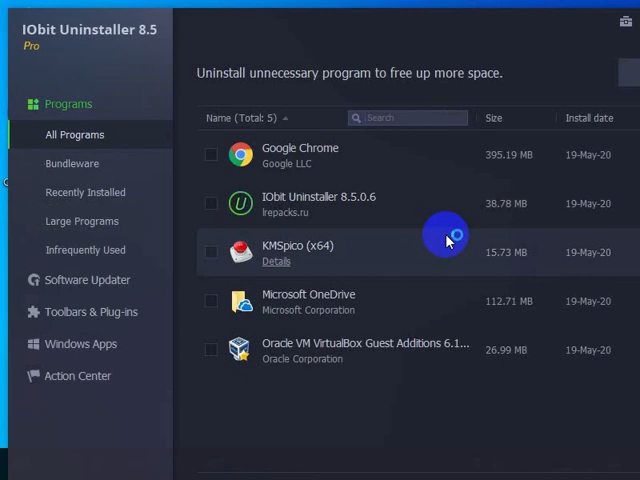 IObit Uninstaller 8.5
Pro
Uninstall unnecessary program to free up more space.
Programs
All Programs
Bundleware
Recently Installed
Large Programs
Infrequently Used
Software Updater
Toolbars & Plug-ins
Windows Apps
Action Center
Name (Total: 5) Search Size Install date
Google Chrome 395.19 MB 19-May-20
Google LLC
IObit Uninstaller 8.5.0.6 38.78 MB 19-May-20
lrepacks.ru
KMSpico (x64) 15.73 MB 19-May-20
Details
Microsoft OneDrive 112.71 MB 19-May-20
Microsoft Corporation
Oracle VM VirtualBox Guest Additions 6.1... 26.99 MB 19-May-20
Oracle Corporation